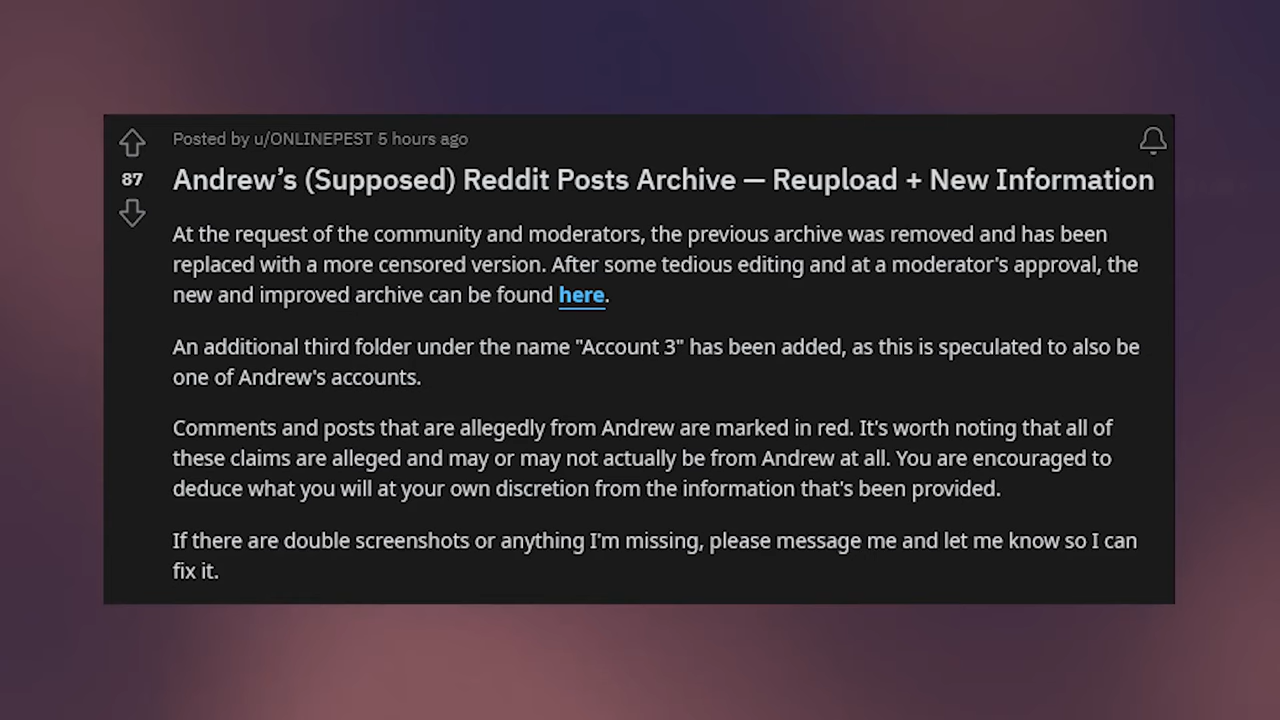 Posted by u/ONLINEPEST 5 hours ago
87
Andrew’s (Supposed) Reddit Posts Archive — Reupload + New Information
At the request of the community and moderators, the previous archive was removed and has been
replaced with a more censored version. After some tedious editing and at a moderator's approval, the
new and improved archive can be found here.
An additional third folder under the name "Account 3" has been added, as this is speculated to also be
one of Andrew's accounts.
Comments and posts that are allegedly from Andrew are marked in red. It's worth noting that all of
these claims are alleged and may or may not actually be from Andrew at all. You are encouraged to
deduce what you will at your own discretion from the information that's been provided.
If there are double screenshots or anything I'm missing, please message me and let me know so I can
fix it.